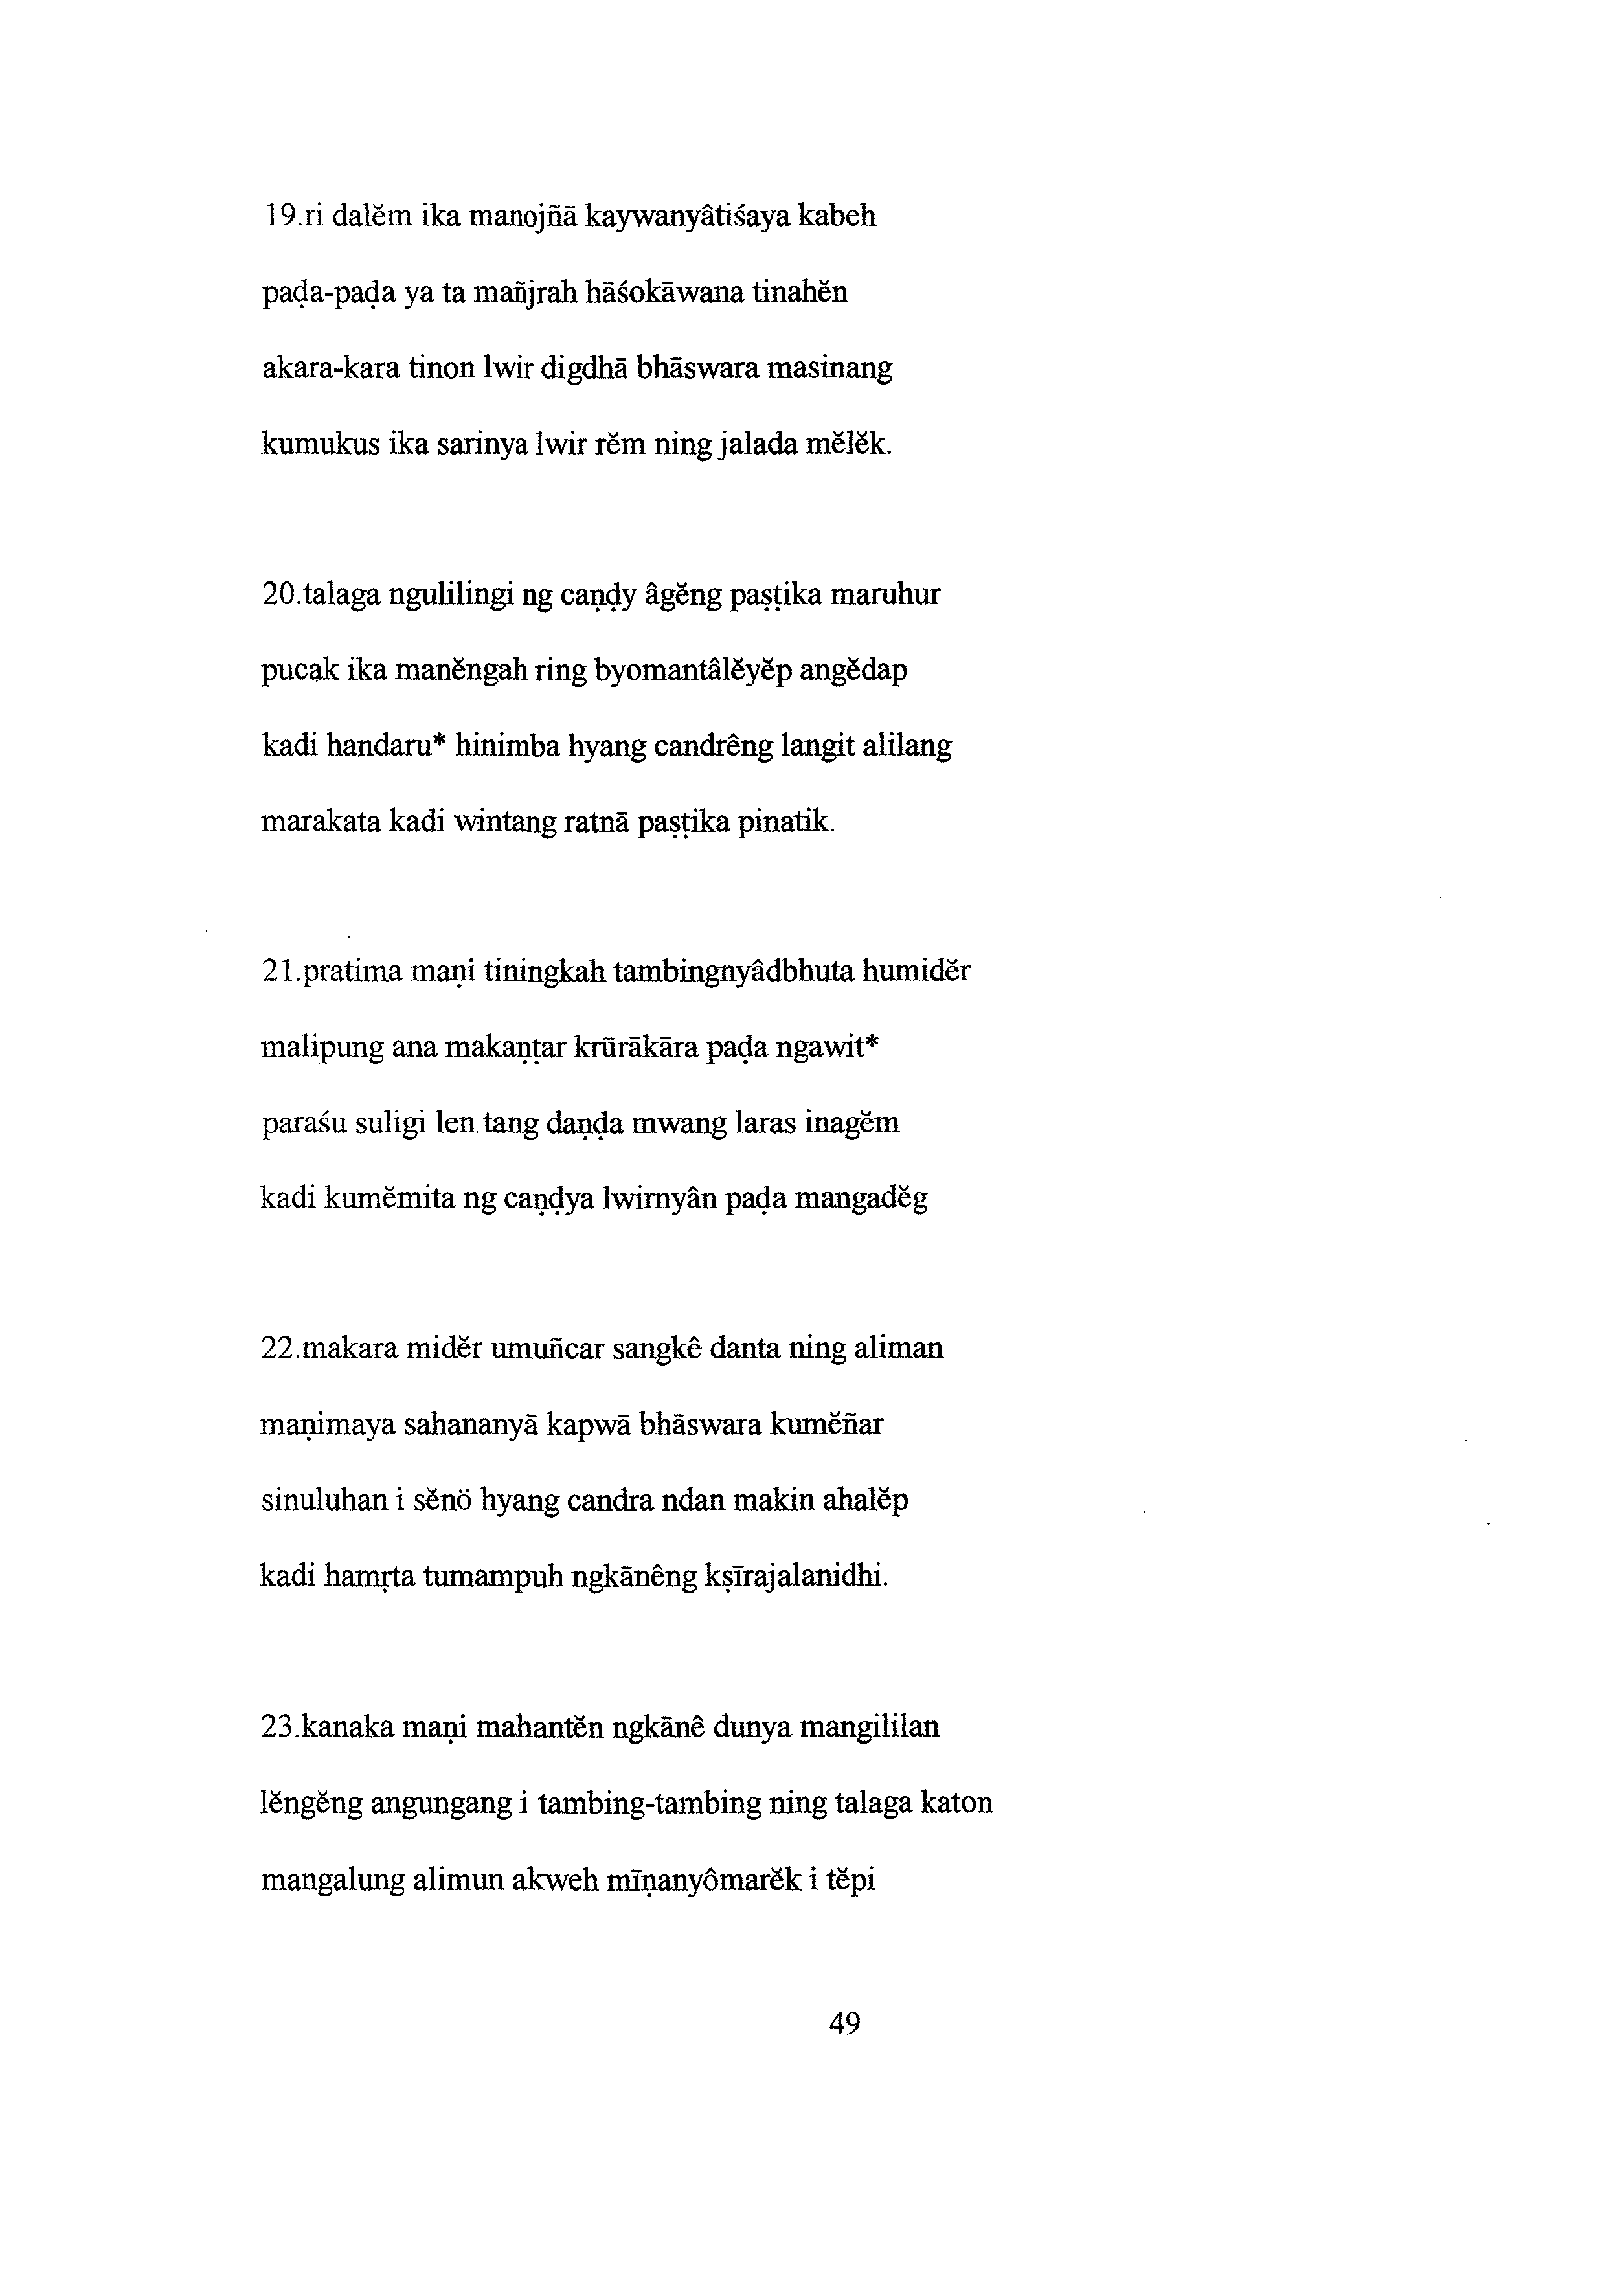 19.ri dalĕm ika manojñā kaywanyâtiśaya kabeh
paḍa-paḍa ya ta mañjrah hāśokāwana tinahĕn
akara-kara tinon lwir digdhā bhāswara masinang
kumukus ika sarinya lwir rĕm ning jalada mĕlĕk.
20.talaga ngulilingi ng caṇḍy âgĕng paṣṭika maruhur
pucak ika manĕngah ring byomantâlĕyĕp angĕdap
kadi handaru* hinimba hyang candrêng langit alilang
marakata kadi wintang ratnā paṣṭika pinatik.
21.pratima maṇi tiningkah tambingnyâdbhuta humidĕr
malipung ana makaṇṭar krūrākāra paḍa ngawit*
paraśu suligi len tang daṇḍa mwang laras inagĕm
kadi kumĕmita ng caṇḍya lwirnyân paḍa mangadĕg
22.makara midĕr umuñcar sangkê danta ning aliman
maṇimaya sahananyā kapwā bhāswara kumĕñar
sinuluhan i sĕnö hyang candra ndan makin ahalĕp
kadi hamṛta tumampuh ngkānêng kṣīrajalanidhi.
23.kanaka maṇi mahantĕn ngkānê dunya mangililan
lĕngĕng angungang i tambing-tambing ning talaga katon
mangalung alimun akweh mīṇanyômarĕk i tĕpi
49